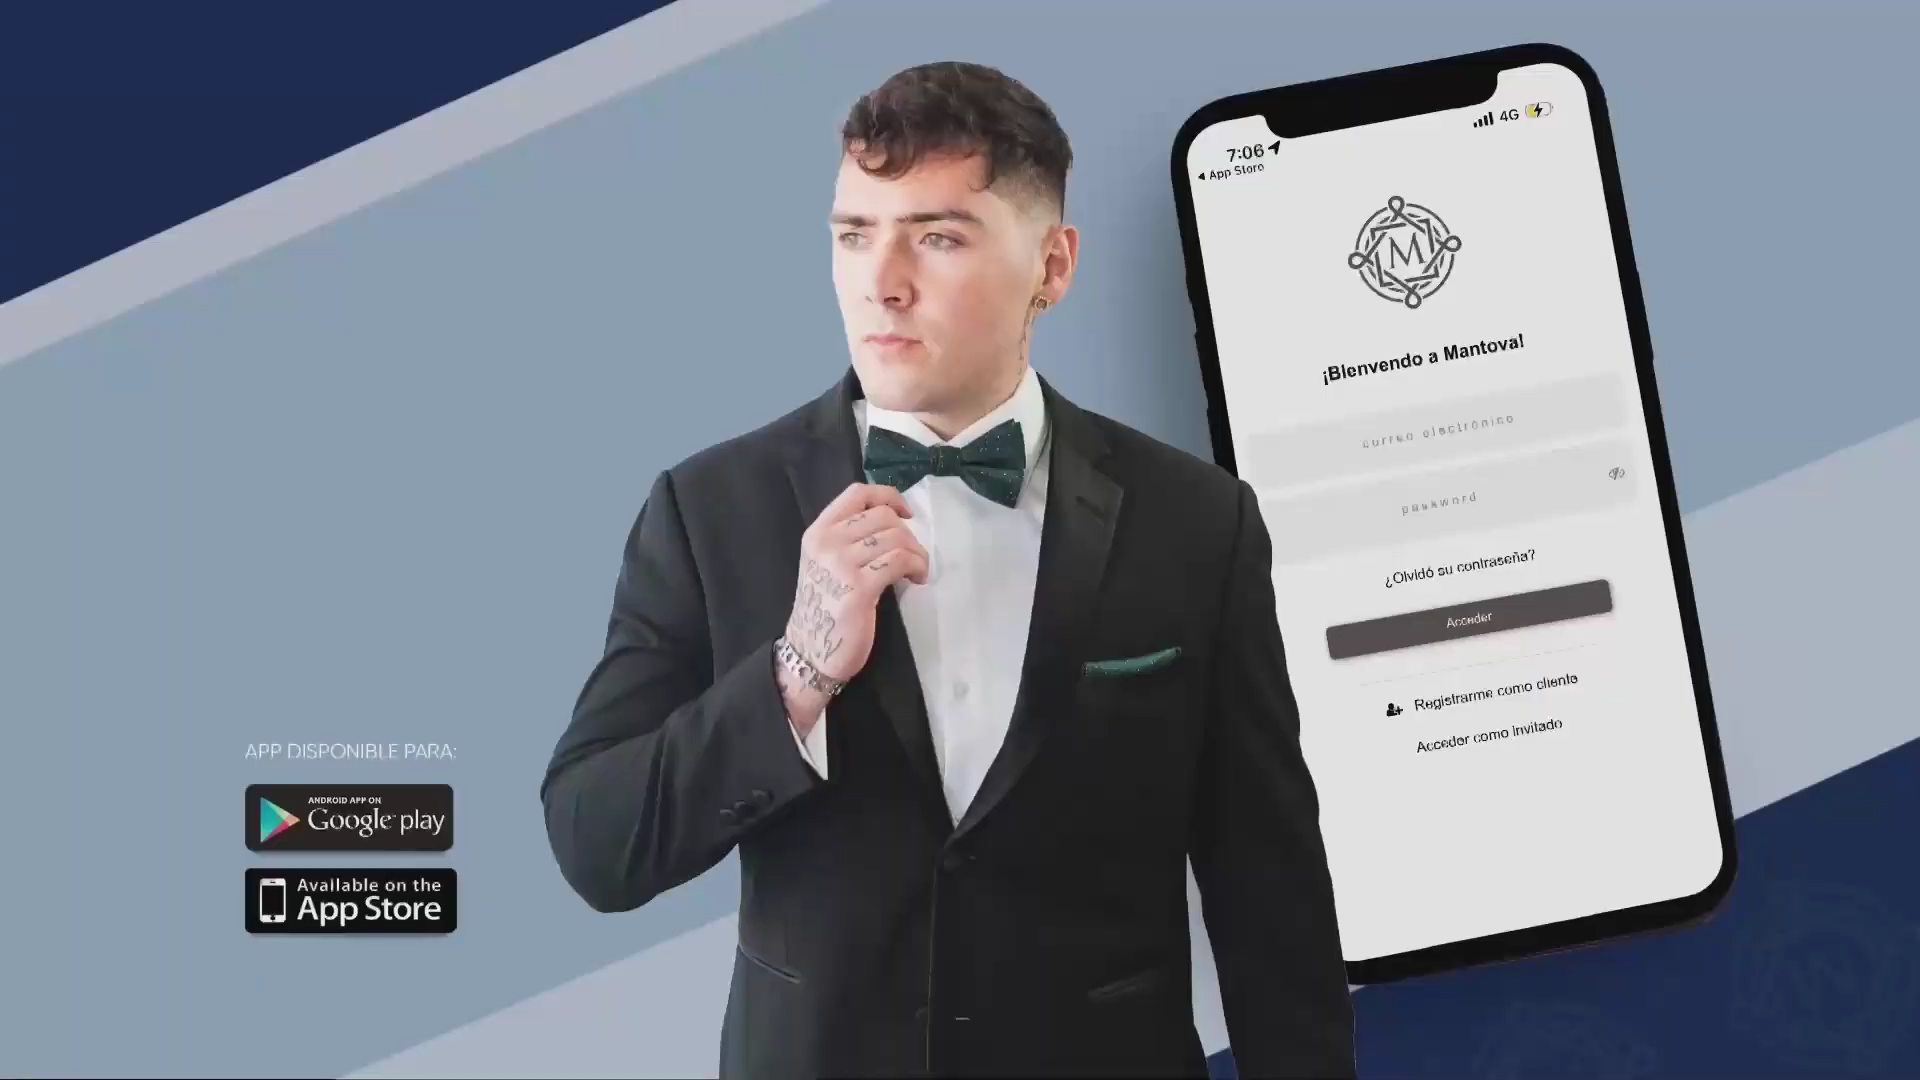 7:06
4G
App Store
M
¡Bienvendo a Mantova!
correo electrónico
password
¿Olvidó su contraseña?
Acceder
Registrarme como cliente
Acceder como invitado
APP DISPONIBLE PARA:
ANDROID APP ON
Google play
Available on the
App Store